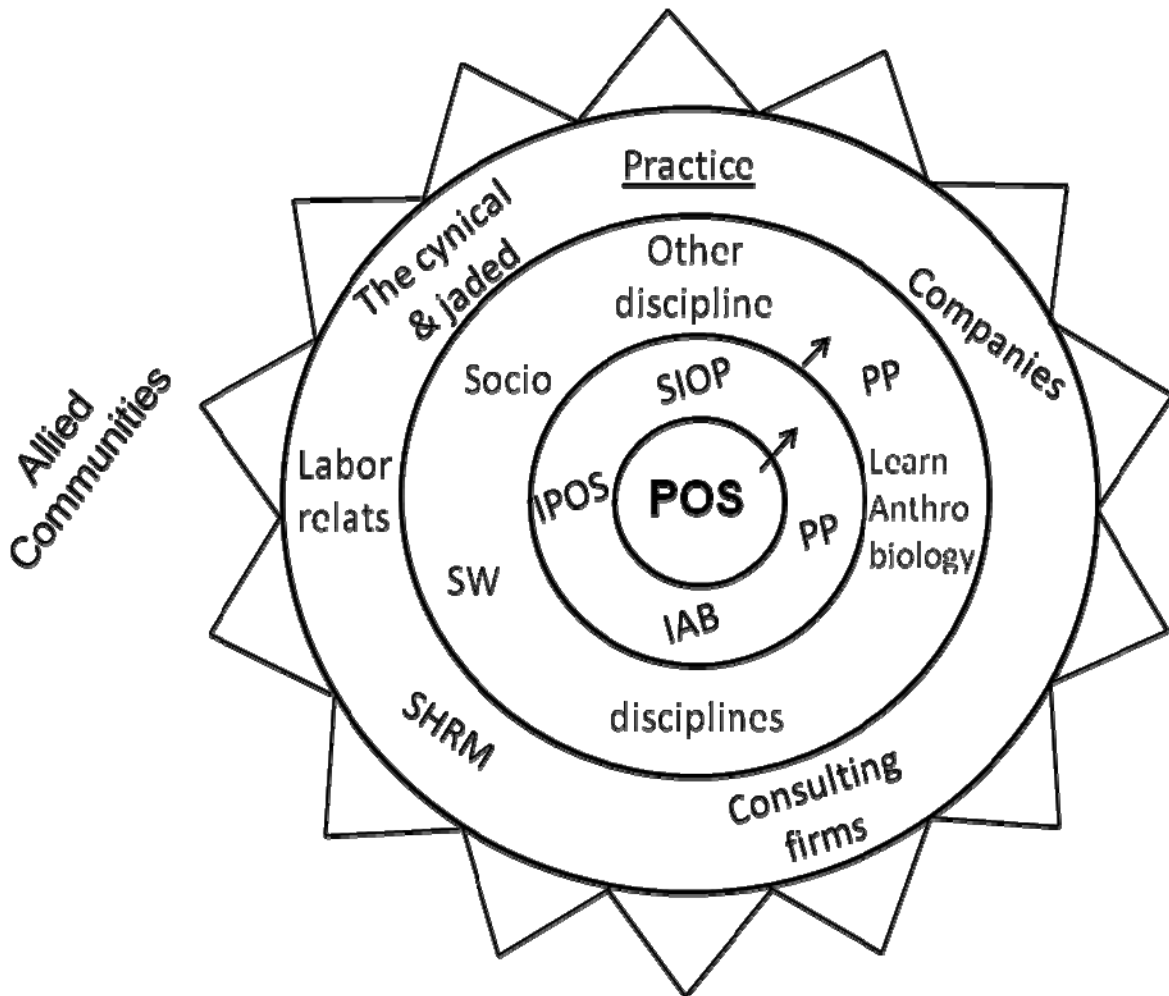 Practice
The cynical
& jaded
Companies
Other
discipline
Socio
SIOP
PP
Allied
Communities
Labor
relats
IPOS
POS
PP
Learn
Anthro
biology
SW
IAB
SHRM
disciplines
Consulting
firms